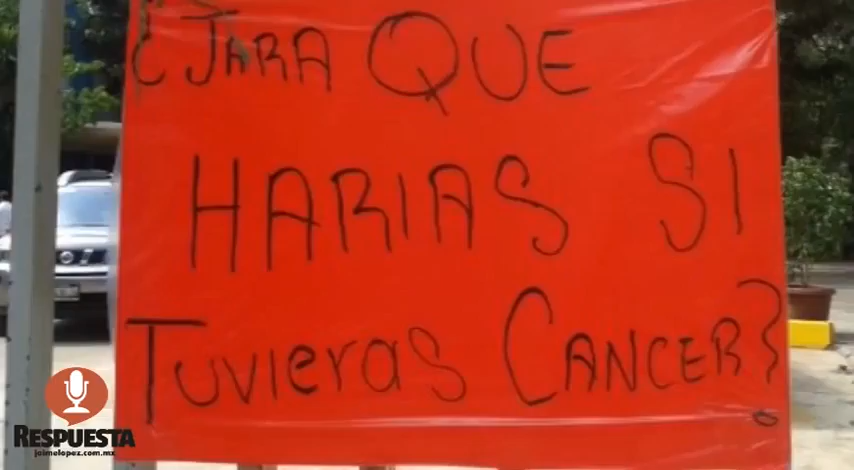 ¿JARA QUE
HARIAS SI
TUVIERAS CANCER?
RESPUESTA
jaimelopez.com.mx